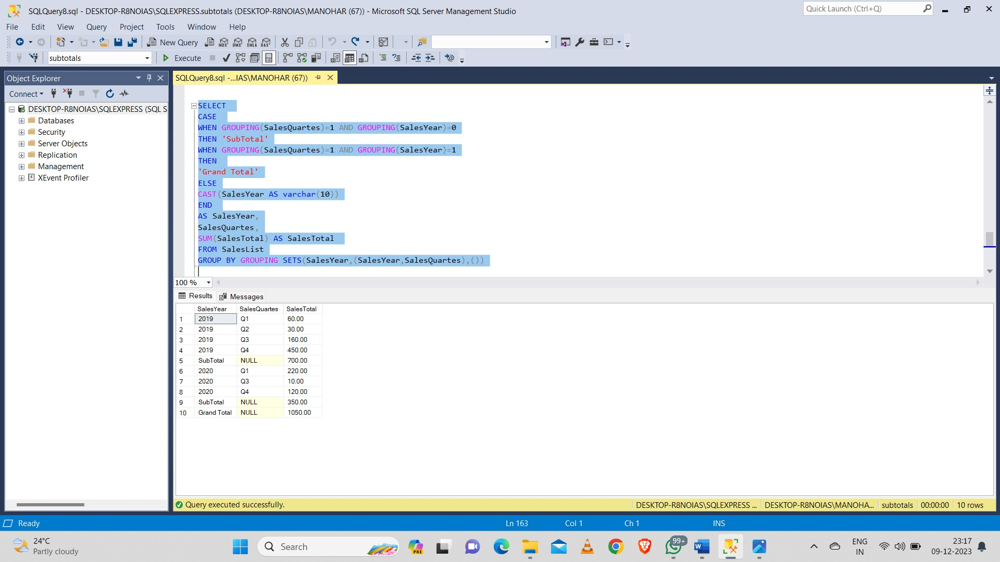 SQLQuery8.sql - DESKTOP-R8NOIAS\SQLEXPRESS.subtotals (DESKTOP-R8NOIAS\MANOHAR (67)) - Microsoft SQL Server Management Studio
Quick Launch (Ctrl+Q)
File Edit View Query Project Tools Window Help
New Query MDX DMX XMLA DAX
subtotals Execute
Object Explorer
Connect
DESKTOP-R8NOIAS\SQLEXPRESS (SQL S
Databases
Security
Server Objects
Replication
Management
XEvent Profiler
SQLQuery8.sql -...IAS\MANOHAR (67))
SELECT
CASE
WHEN GROUPING(SalesQuartes)=1 AND GROUPING(SalesYear)=0
THEN 'SubTotal'
WHEN GROUPING(SalesQuartes)=1 AND GROUPING(SalesYear)=1
THEN
'Grand Total'
ELSE
CAST(SalesYear AS varchar(10))
END
AS SalesYear,
SalesQuartes,
SUM(SalesTotal) AS SalesTotal
FROM SalesList
GROUP BY GROUPING SETS(SalesYear,(SalesYear,SalesQuartes),())
100 %
Results Messages
SalesYear SalesQuartes SalesTotal
1 2019 Q1 60.00
2 2019 Q2 30.00
3 2019 Q3 160.00
4 2019 Q4 450.00
5 SubTotal NULL 700.00
6 2020 Q1 220.00
7 2020 Q3 10.00
8 2020 Q4 120.00
9 SubTotal NULL 350.00
10 Grand Total NULL 1050.00
Query executed successfully. DESKTOP-R8NOIAS\SQLEXPRESS ... DESKTOP-R8NOIAS\MANOHA... subtotals 00:00:00 10 rows
Ready Ln 163 Col 1 Ch 1 INS
24°C
Partly cloudy
Search
PRE
99+
ENG
IN
23:17
09-12-2023